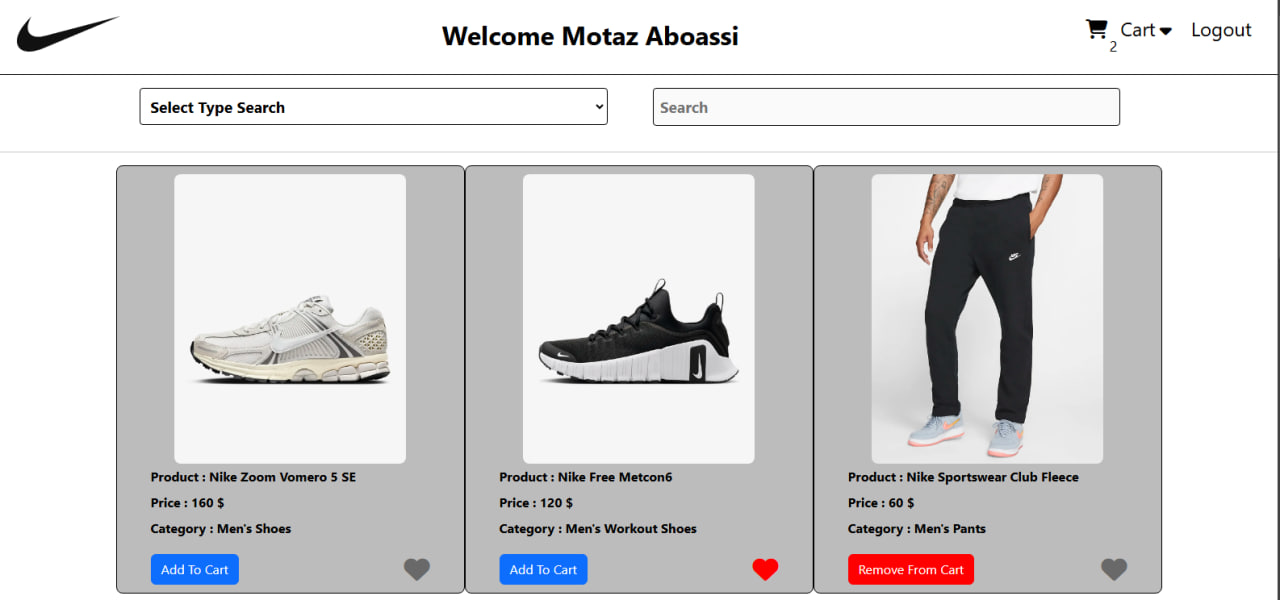 Welcome Motaz Aboassi
2 Cart Logout
Select Type Search
Search
Product : Nike Zoom Vomero 5 SE
Price : 160 $
Category : Men's Shoes
Add To Cart
Product : Nike Free Metcon6
Price : 120 $
Category : Men's Workout Shoes
Add To Cart
Product : Nike Sportswear Club Fleece
Price : 60 $
Category : Men's Pants
Remove From Cart